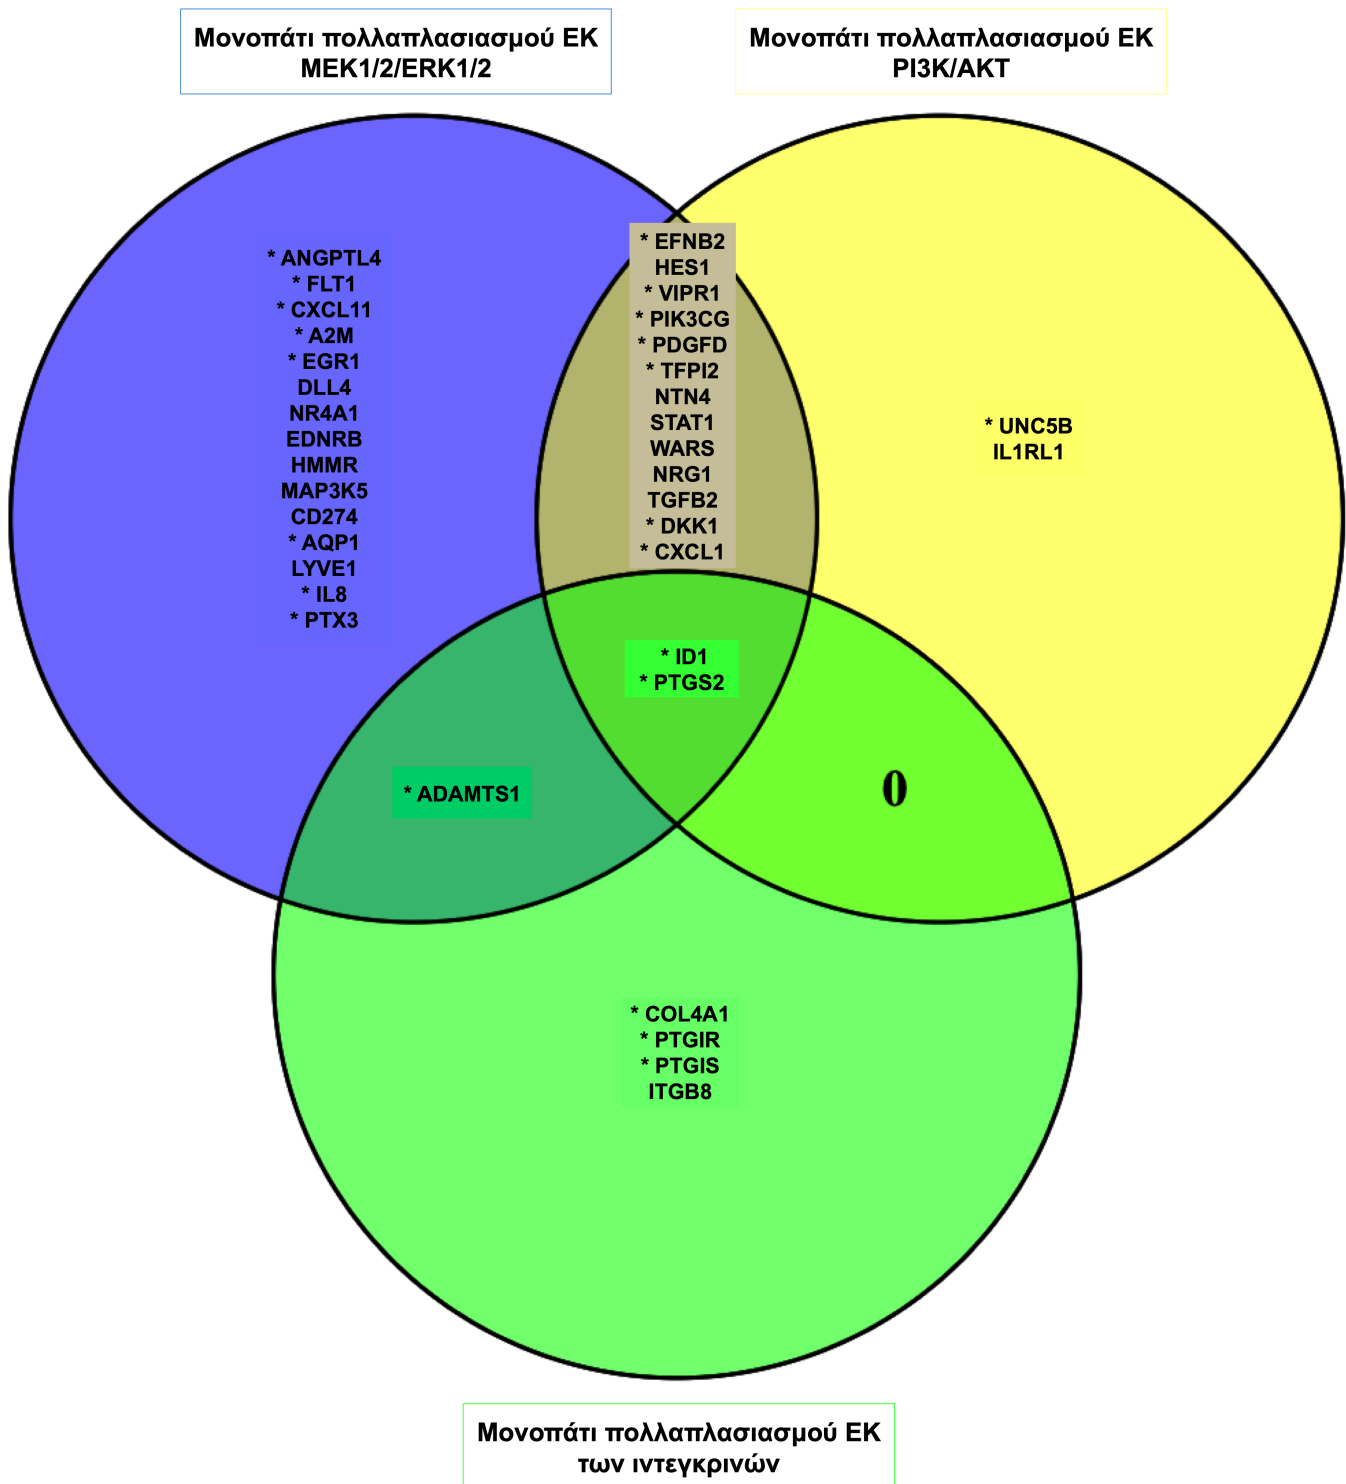 Μονοπάτι πολλαπλασιασμού ΕΚ
MEK1/2/ERK1/2
Μονοπάτι πολλαπλασιασμού ΕΚ
PI3K/AKT
* ANGPTL4
* FLT1
* CXCL11
* A2M
* EGR1
DLL4
NR4A1
EDNRB
HMMR
MAP3K5
CD274
* AQP1
LYVE1
* IL8
* PTX3
* EFNB2
HES1
* VIPR1
* PIK3CG
* PDGFD
* TFPI2
NTN4
STAT1
WARS
NRG1
TGFB2
* DKK1
* CXCL1
* UNC5B
IL1RL1
* ID1
* PTGS2
* ADAMTS1
0
* COL4A1
* PTGIR
* PTGIS
ITGB8
Μονοπάτι πολλαπλασιασμού ΕΚ
των ιντεγκρινών